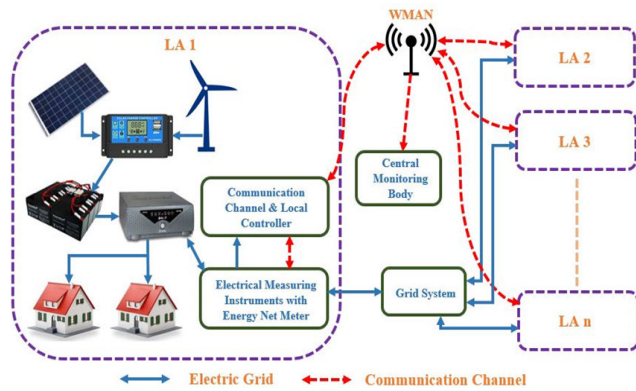 WMAN
LA 1
LA 2
LA 3
Central
Monitoring
Body
Communication
Channel & Local
Controller
Electrical Measuring
Instruments with
Energy Net Meter
Grid System
LA n
Electric Grid
Communication Channel